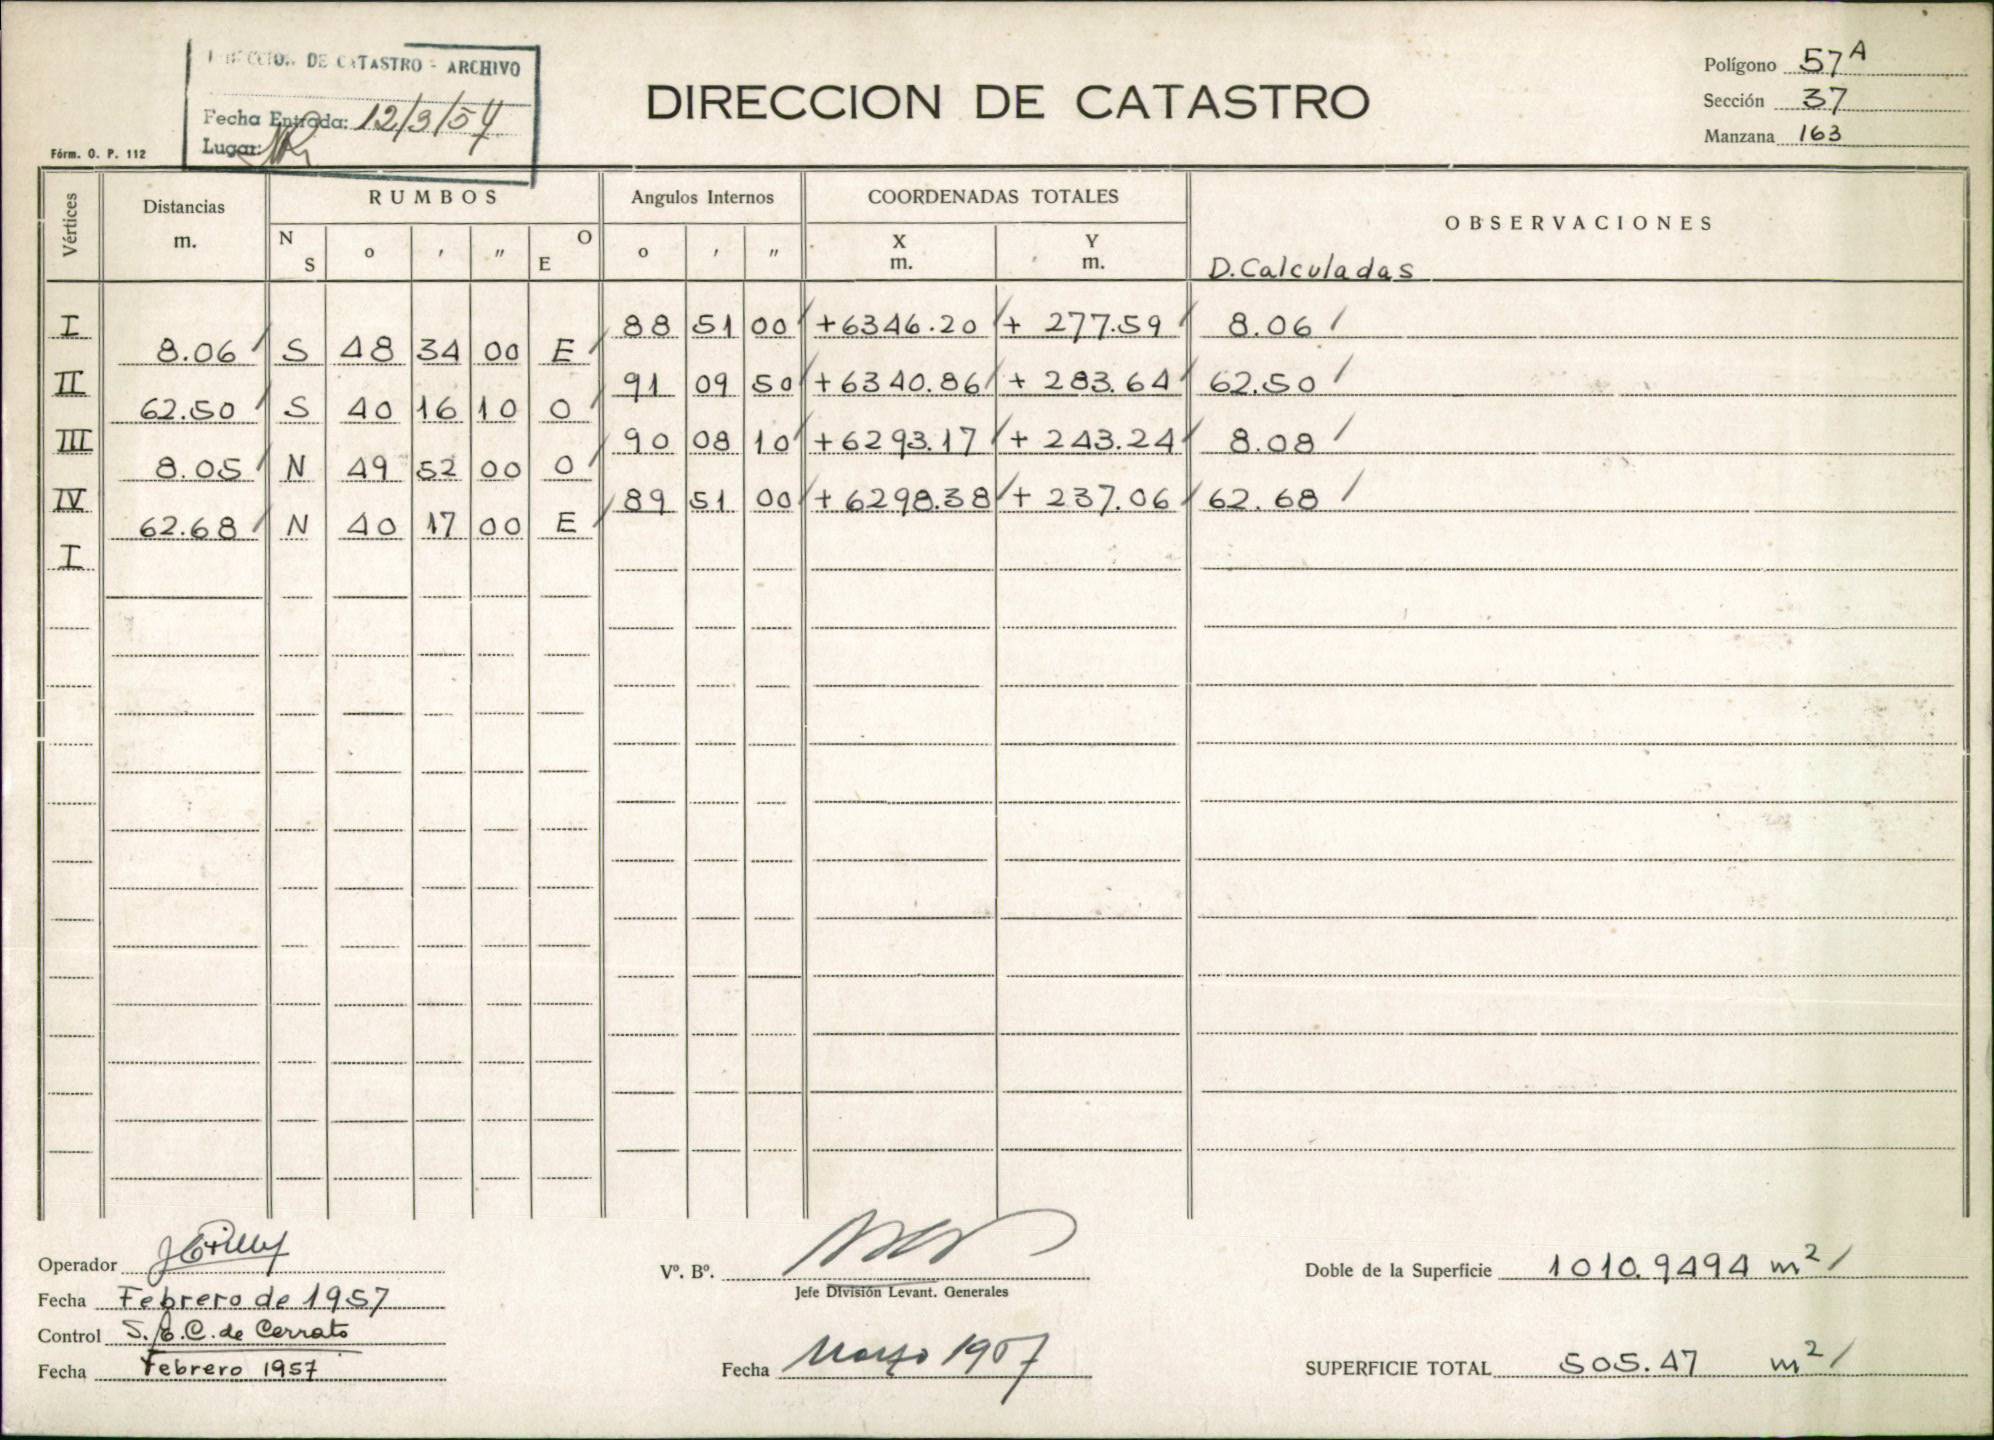 DIRECCION DE CATASTRO - ARCHIVO
Fecha Entrada: 12/3/57
Lugar:
Fórm. O. P. 112
DIRECCION DE CATASTRO
Polígono 57A
Sección 37
Manzana 163
Vértices
Distancias
m.
RUMBOS
N
S
o
'
"
O
E
Angulos Internos
o
'
"
COORDENADAS TOTALES
X
m.
Y
m.
OBSERVACIONES
D. Calculadas
I 88 51 00 +6346.20 + 277.59 8.06
8.06 S 48 34 00 E
II 91 09 50 +6340.86 + 283.64 62.50
62.50 S 40 16 10 O
III 90 08 10 +6293.17 + 243.24 8.08
8.05 N 49 52 00 O
IV 89 51 00 +6298.38 + 237.06 62.68
62.68 N 40 17 00 E
I
Operador
Fecha Febrero de 1957
Control S. E. C. de Cerrato
Fecha Febrero 1957
Vº. Bº.
Jefe División Levant. Generales
Fecha Marzo 1957
Doble de la Superficie 1010.9494 m2
SUPERFICIE TOTAL 505.47 m2